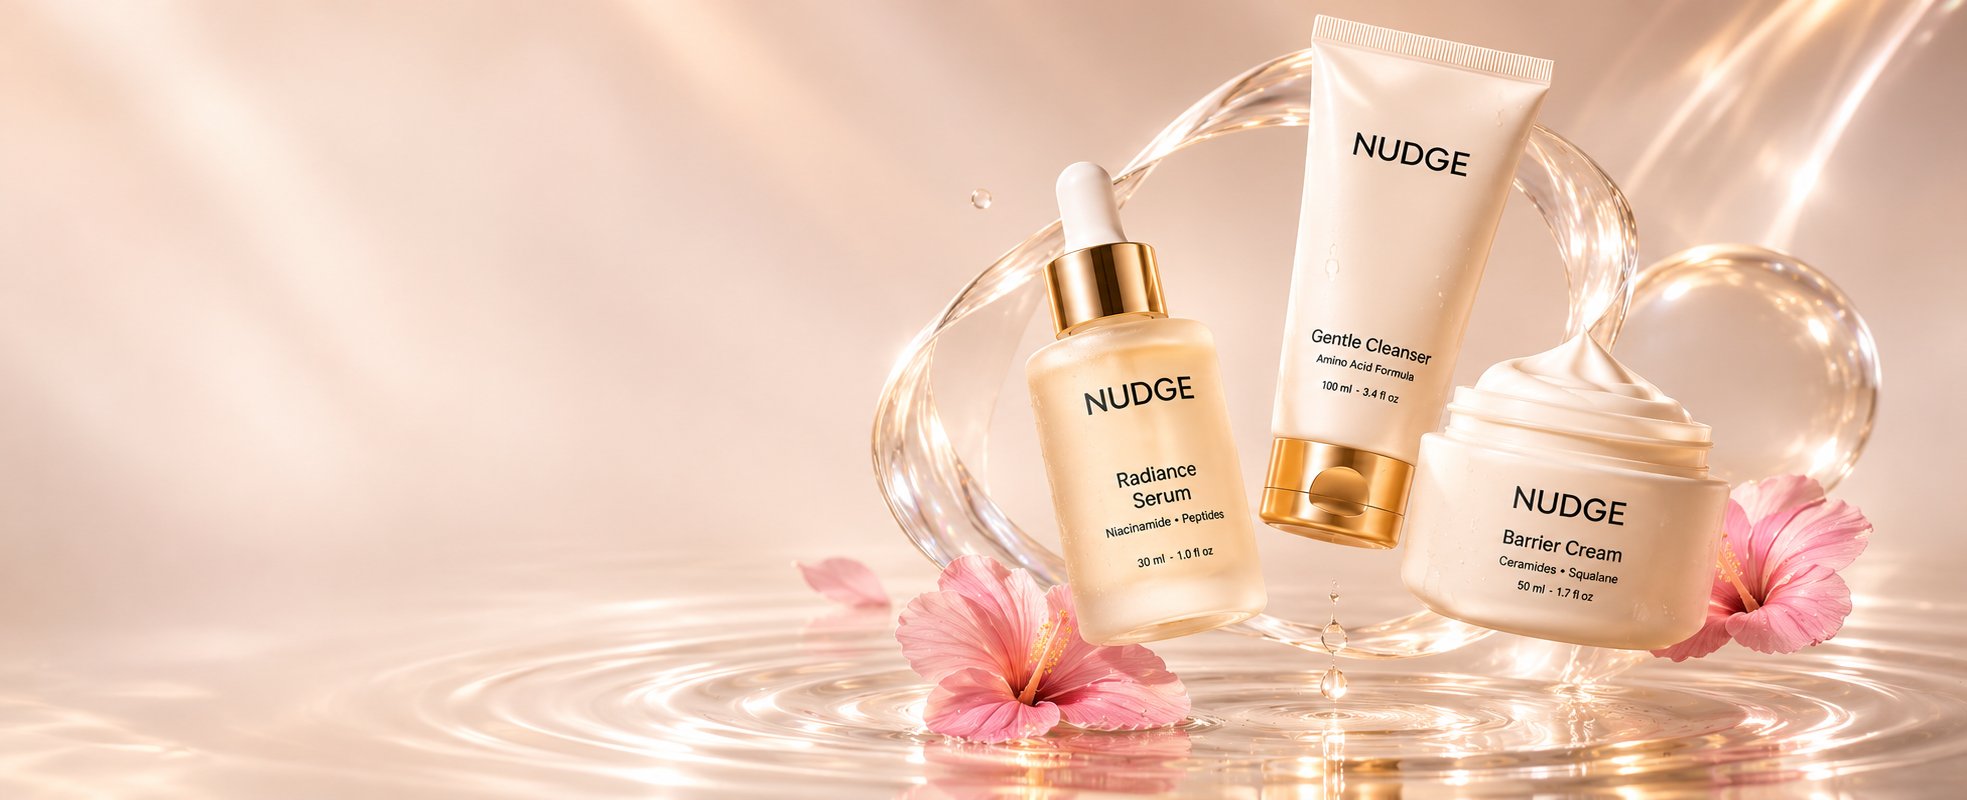 NUDGE
Radiance
Serum
Niacinamide • Peptides
30 ml - 1.0 fl oz
NUDGE
Gentle Cleanser
Amino Acid Formula
100 ml - 3.4 fl oz
NUDGE
Barrier Cream
Ceramides • Squalane
50 ml - 1.7 fl oz